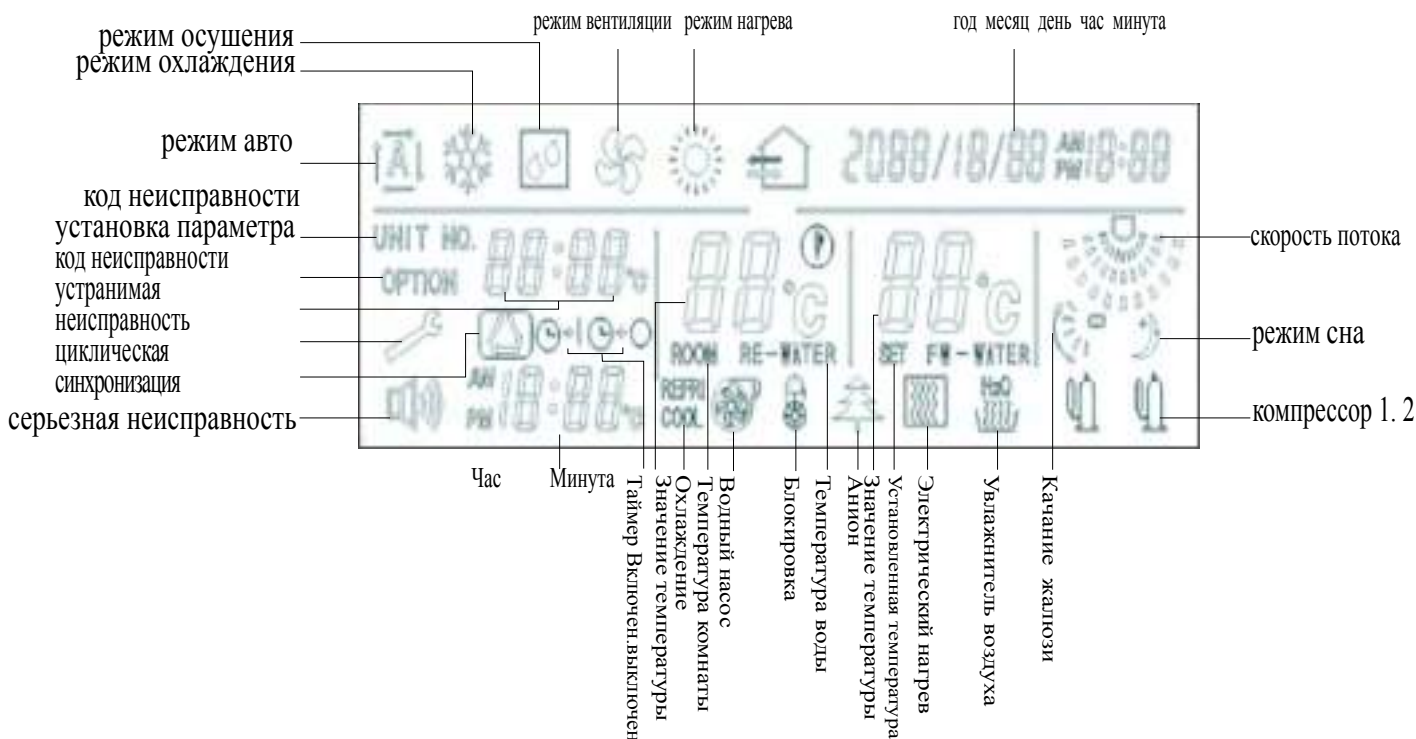 режим вентиляции режим нагрева
год месяц день час минута
режим осушения
режим охлаждения
режим авто
2088/18/88 AM PM 18:88
код неисправности
установка параметра
код неисправности
устранимая
неисправность
циклическая
синхронизация
серьезная неисправность
UNIT NO. 88:88 °C
OPTION
88 °C
ROOM RE-WATER
88 °C
SET FW-WATER
AM PM 18:88 °C
REFRI
COOL
H2O
скорость потока
режим сна
компрессор 1. 2
Час Минута
Таймер Включен.выключен
Значение температуры
Охлаждение
Температура комнаты
Водный насос
Блокировка
Температура воды
Анион
Значение температуры
Установленная температура
Электрический нагрев
Увлажнитель воздуха
Качание жалюзи